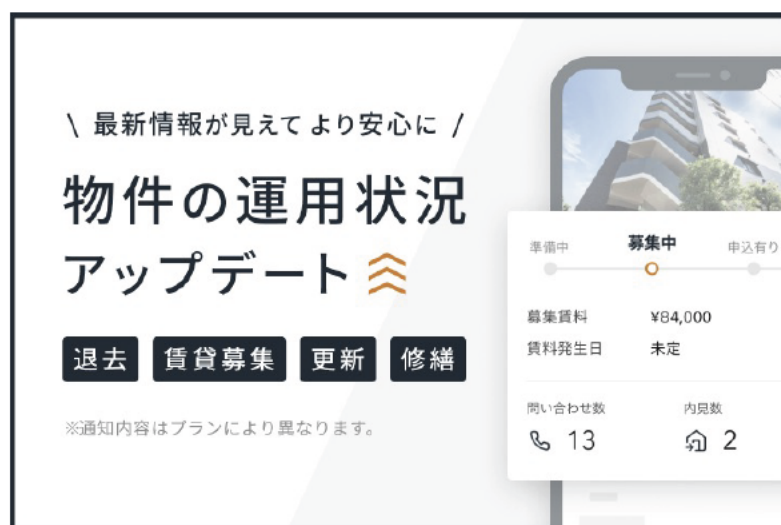 \ 最新情報が見えてより安心に /
物件の運用状況
アップデート
退去 賃貸募集 更新 修繕
※通知内容はプランにより異なります。
準備中 募集中 申込有り
募集賃料 ¥84,000
賃料発生日 未定
問い合わせ数 内見数
13 2